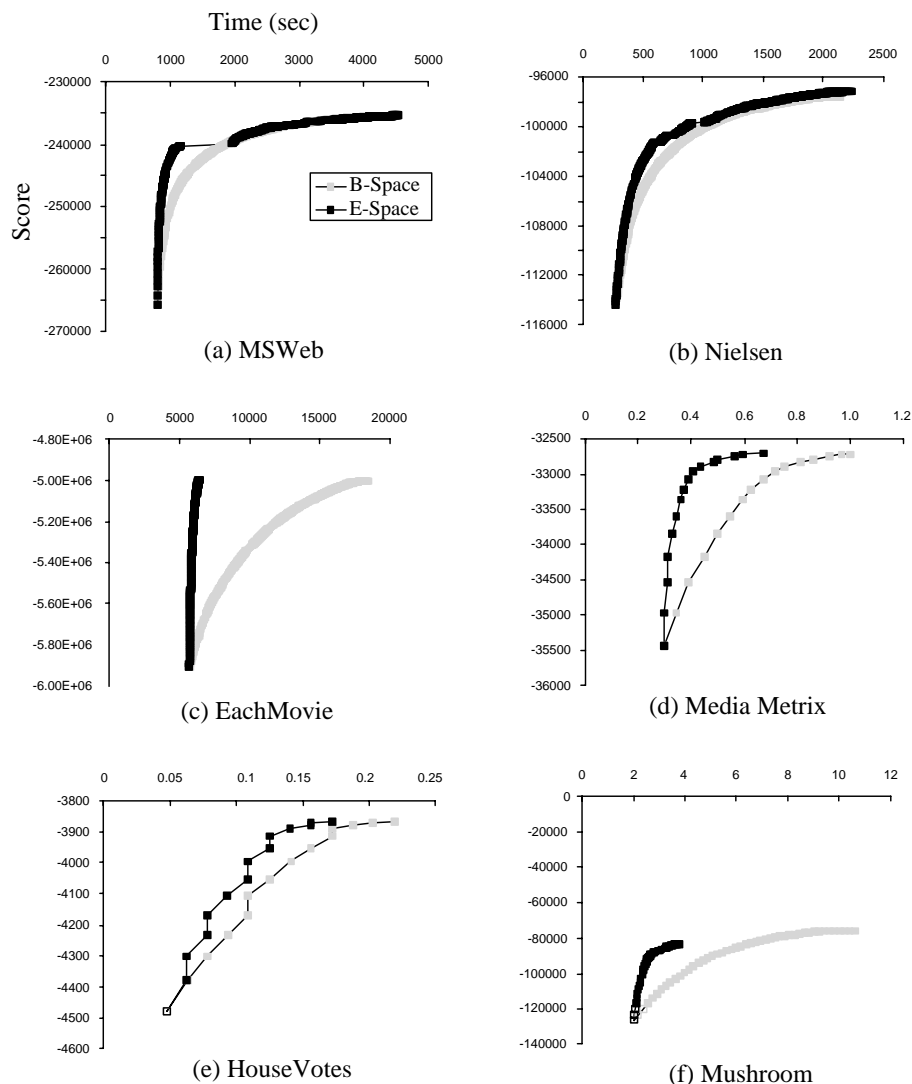 Time (sec)
0 1000 2000 3000 4000 5000
-230000
-240000
-250000
-260000
-270000
Score
B-Space
E-Space
(a) MSWeb
0 500 1000 1500 2000 2500
-96000
-100000
-104000
-108000
-112000
-116000
(b) Nielsen
0 5000 10000 15000 20000
-4.80E+06
-5.00E+06
-5.20E+06
-5.40E+06
-5.60E+06
-5.80E+06
-6.00E+06
(c) EachMovie
0 0.2 0.4 0.6 0.8 1.0 1.2
-32500
-33000
-33500
-34000
-34500
-35000
-35500
-36000
(d) Media Metrix
0 0.05 0.1 0.15 0.2 0.25
-3800
-3900
-4000
-4100
-4200
-4300
-4400
-4500
-4600
(e) HouseVotes
0 2 4 6 8 10 12
0
-20000
-40000
-60000
-80000
-100000
-120000
-140000
(f) Mushroom